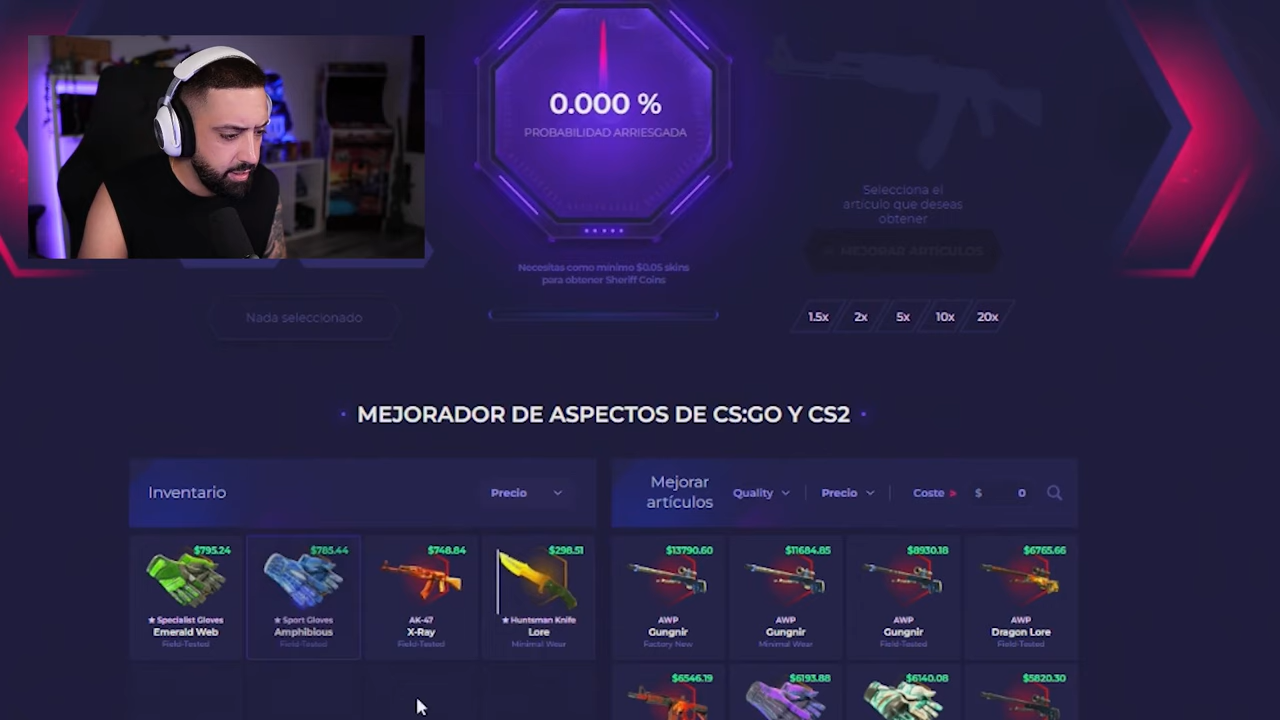 0.000 %
PROBABILIDAD ARRIESGADA
Selecciona el
artículo que deseas
obtener
MEJORAR ARTÍCULOS
Necesitas como mínimo $0.05 skins
para obtener Sheriff Coins
Nada seleccionado
1.5x 2x 5x 10x 20x
MEJORADOR DE ASPECTOS DE CS:GO Y CS2
Inventario
Precio
Mejorar
artículos
Quality
Precio
Coste
$ 0
$795.24
★ Specialist Gloves
Emerald Web
Field-Tested
$785.44
★ Sport Gloves
Amphibious
Field-Tested
$748.84
AK-47
X-Ray
Field-Tested
$298.51
★ Huntsman Knife
Lore
Minimal Wear
$13790.60
AWP
Gungnir
Factory New
$11684.85
AWP
Gungnir
Minimal Wear
$8930.18
AWP
Gungnir
Field-Tested
$6765.66
AWP
Dragon Lore
Field-Tested
$6546.19
$6193.88
$6140.08
$5820.30